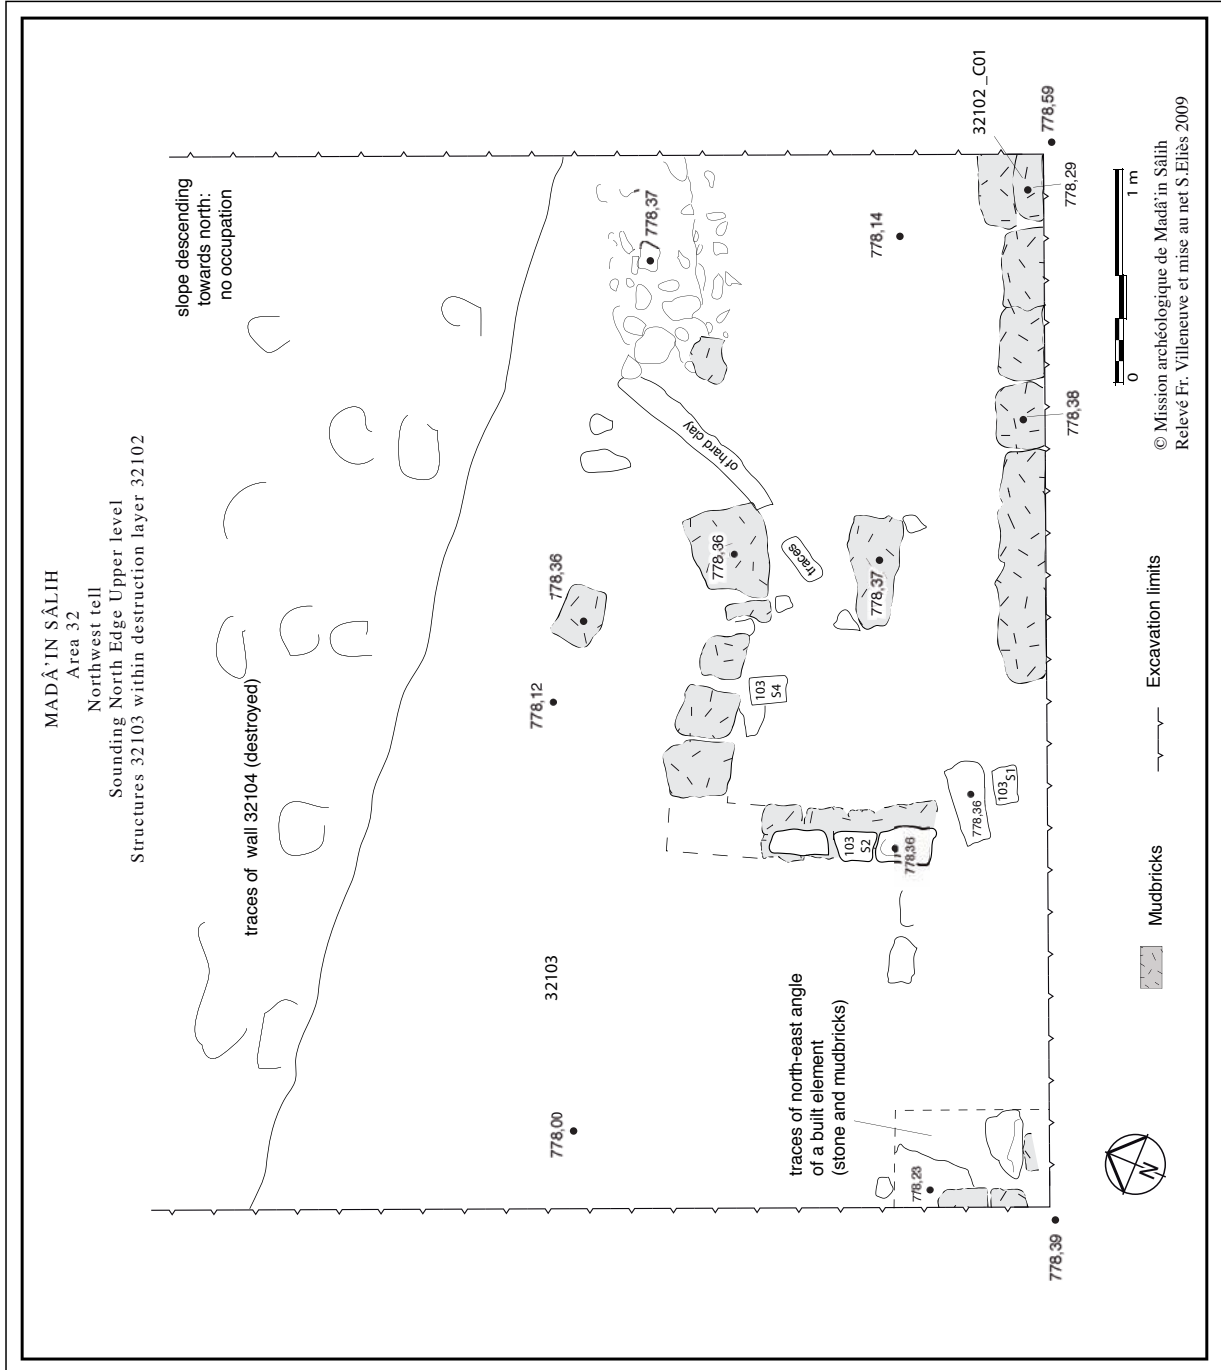 MADÂ'IN SÂLIH
Area 32
Northwest tell
Sounding North Edge Upper level
Structures 32103 within destruction layer 32102
slope descending
towards north:
no occupation
traces of wall 32104 (destroyed)
778,37
778,14
32102_C01
778,59
778,29
778,38
of hard clay
traces
778,36
778,36
778,37
778,12
103
S4
103
S2
778,36
778,36
103
S1
32103
778,00
traces of north-east angle
of a built element
(stone and mudbricks)
778,23
778,39
N
Mudbricks
Excavation limits
0
1 m
© Mission archéologique de Madâ'in Sâlih
Relevé Fr. Villeneuve et mise au net S.Eliès 2009